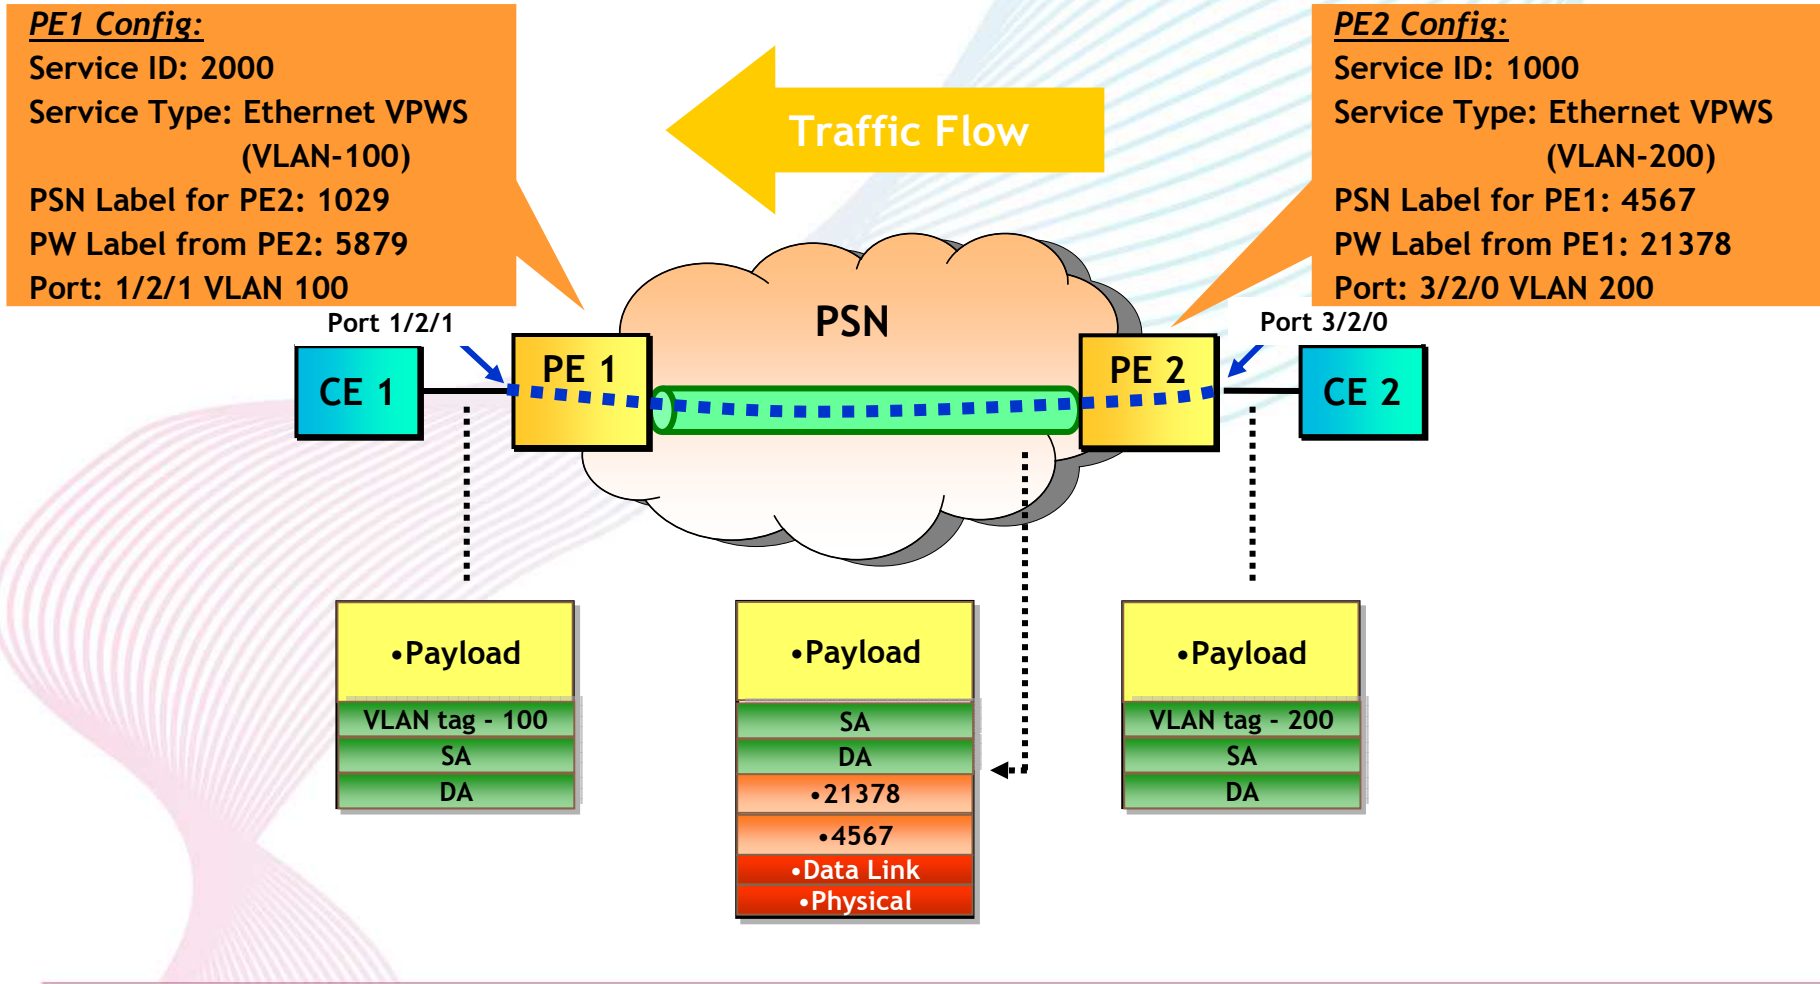 PE1 Config:
Service ID: 2000
Service Type: Ethernet VPWS
(VLAN-100)
PSN Label for PE2: 1029
PW Label from PE2: 5879
Port: 1/2/1 VLAN 100
Traffic Flow
PE2 Config:
Service ID: 1000
Service Type: Ethernet VPWS
(VLAN-200)
PSN Label for PE1: 4567
PW Label from PE1: 21378
Port: 3/2/0 VLAN 200
Port 1/2/1
PSN
Port 3/2/0
CE 1
PE 1
PE 2
CE 2
•Payload
VLAN tag - 100
SA
DA
•Payload
SA
DA
•21378
•4567
•Data Link
•Physical
•Payload
VLAN tag - 200
SA
DA